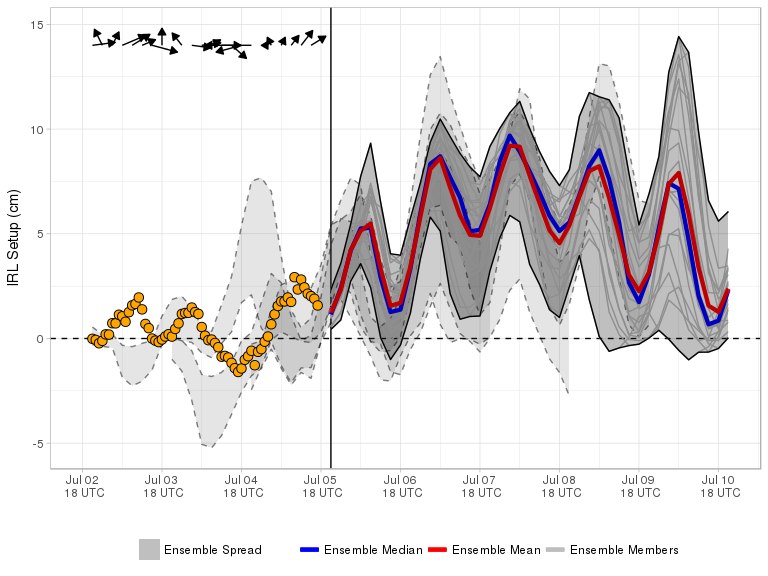 15
10
5
0
-5
IRL Setup (cm)
Jul 02 Jul 03 Jul 04 Jul 05 Jul 06 Jul 07 Jul 08 Jul 09 Jul 10
18 UTC 18 UTC 18 UTC 18 UTC 18 UTC 18 UTC 18 UTC 18 UTC 18 UTC
Ensemble Spread Ensemble Median Ensemble Mean Ensemble Members